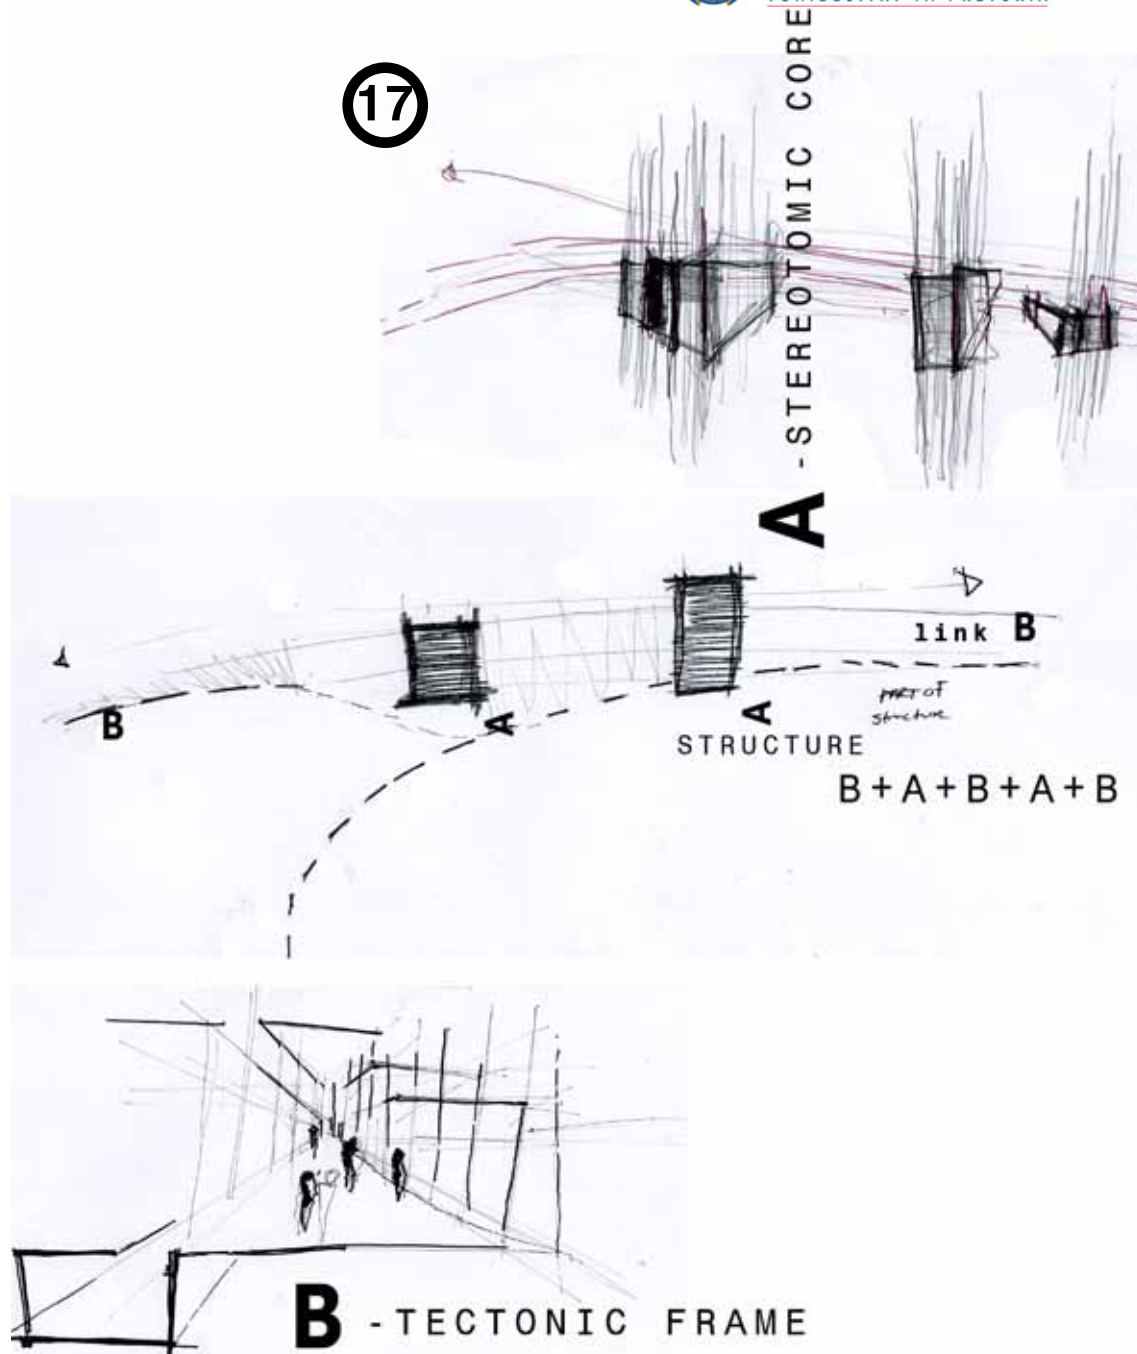 17
A - STEREOTOMIC CORE
link B
B
A
A
PART OF
structure
STRUCTURE
B+A+B+A+B
B - TECTONIC FRAME